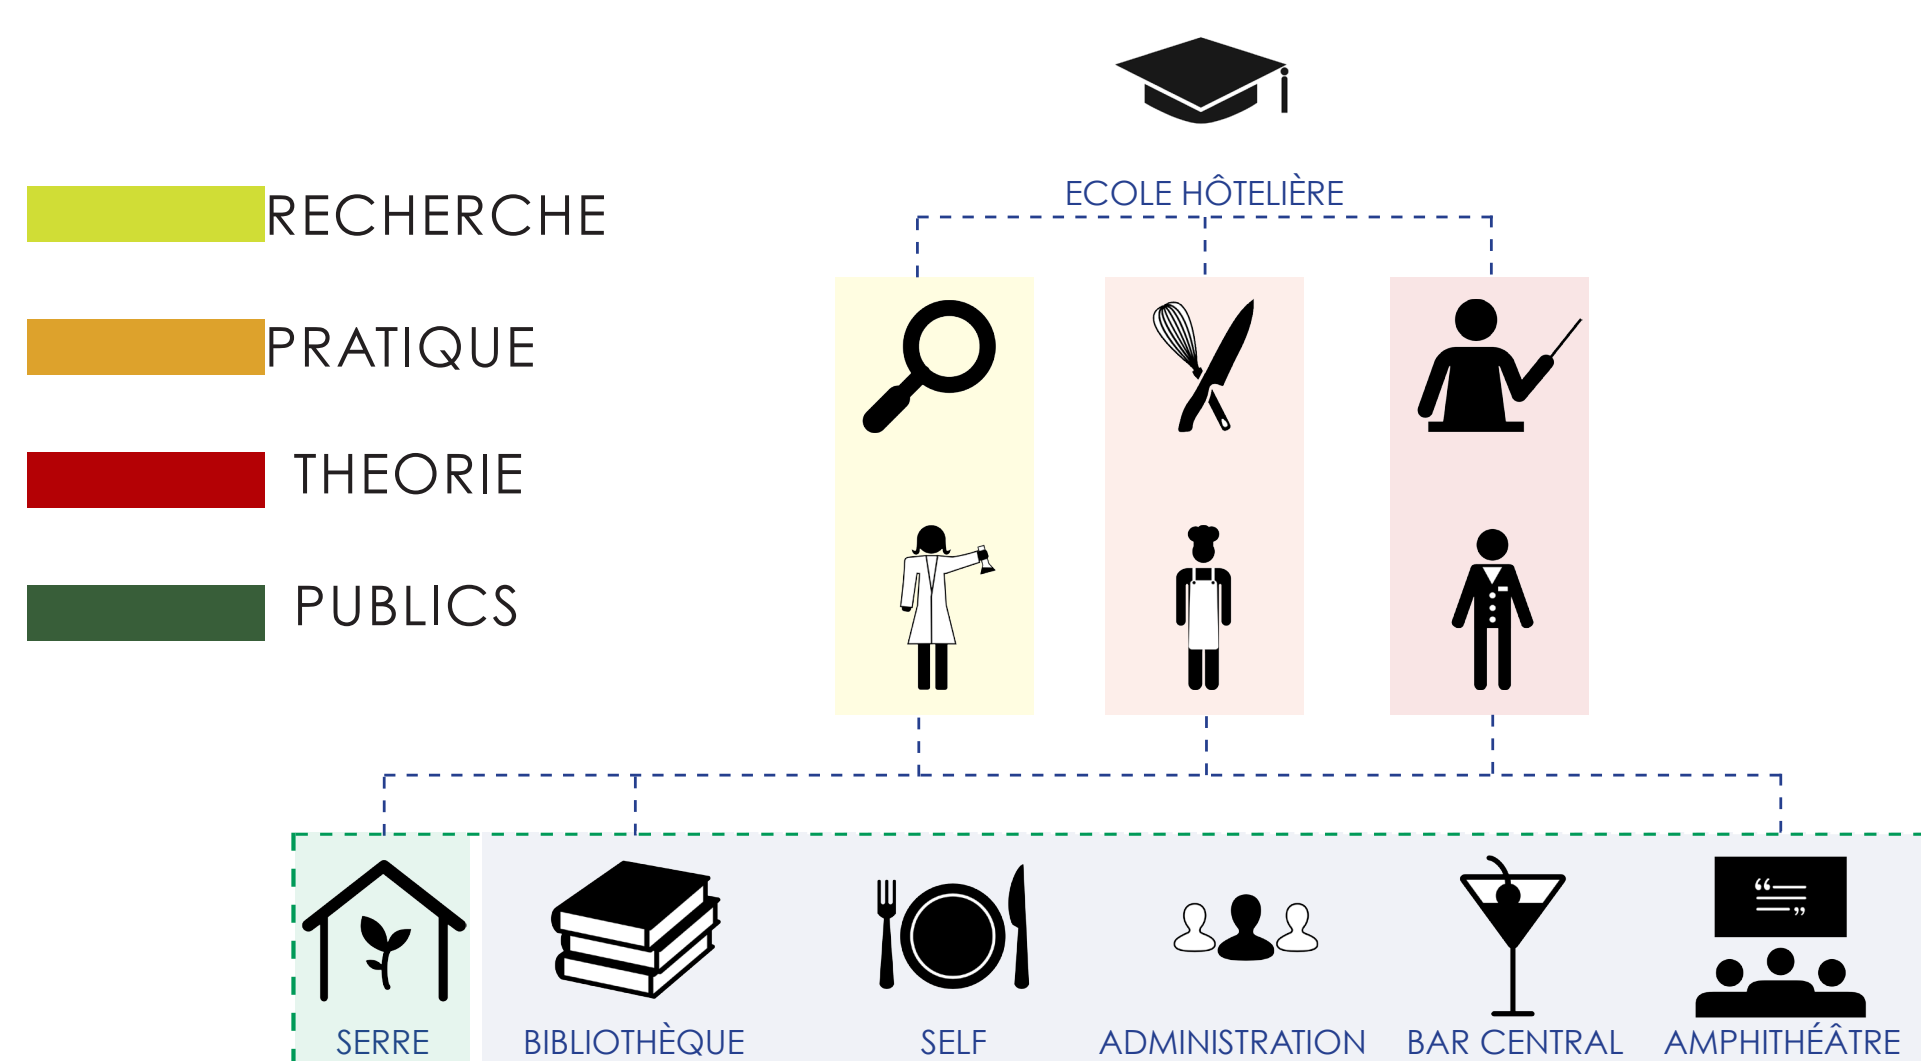 ECOLE HÔTELIÈRE
RECHERCHE
PRATIQUE
THEORIE
PUBLICS
SERRE
BIBLIOTHÈQUE
SELF
ADMINISTRATION
BAR CENTRAL
AMPHITHÉÂTRE